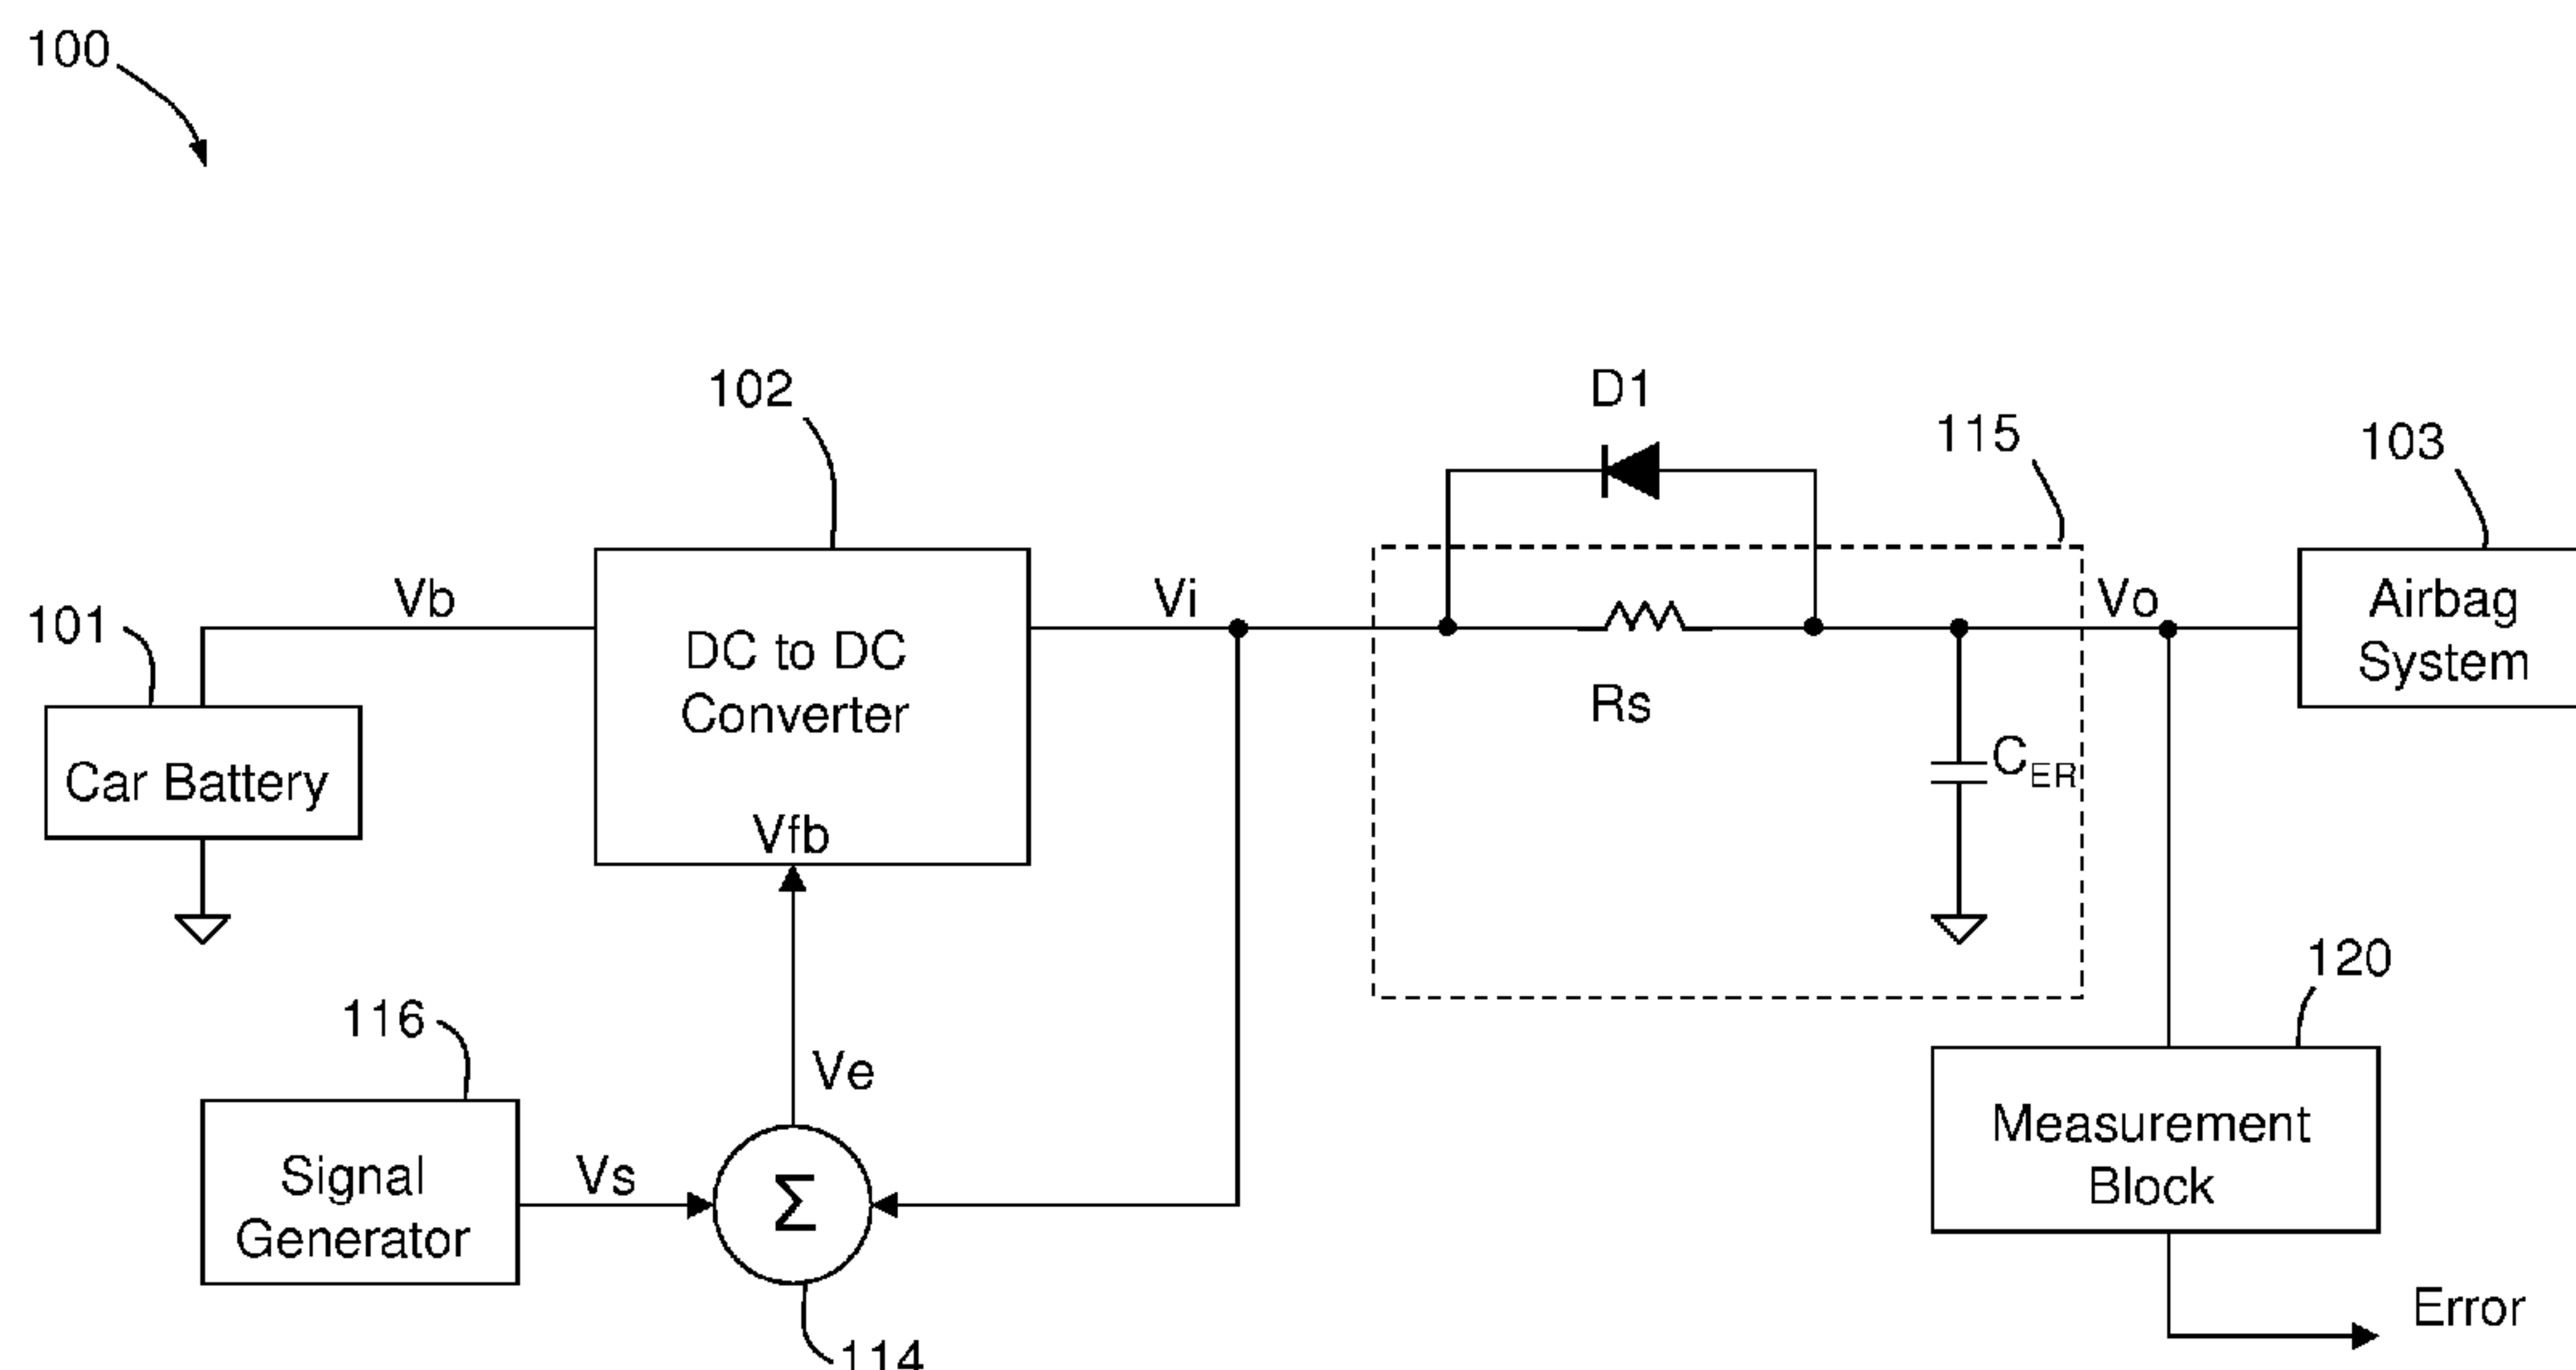 100
102
D1
115
103
101
Vb
Vi
Vo
Airbag
System
DC to DC
Converter
Rs
Car Battery
C_ER
Vfb
120
116
Ve
Measurement
Block
Signal
Generator
Vs
Σ
Error
114